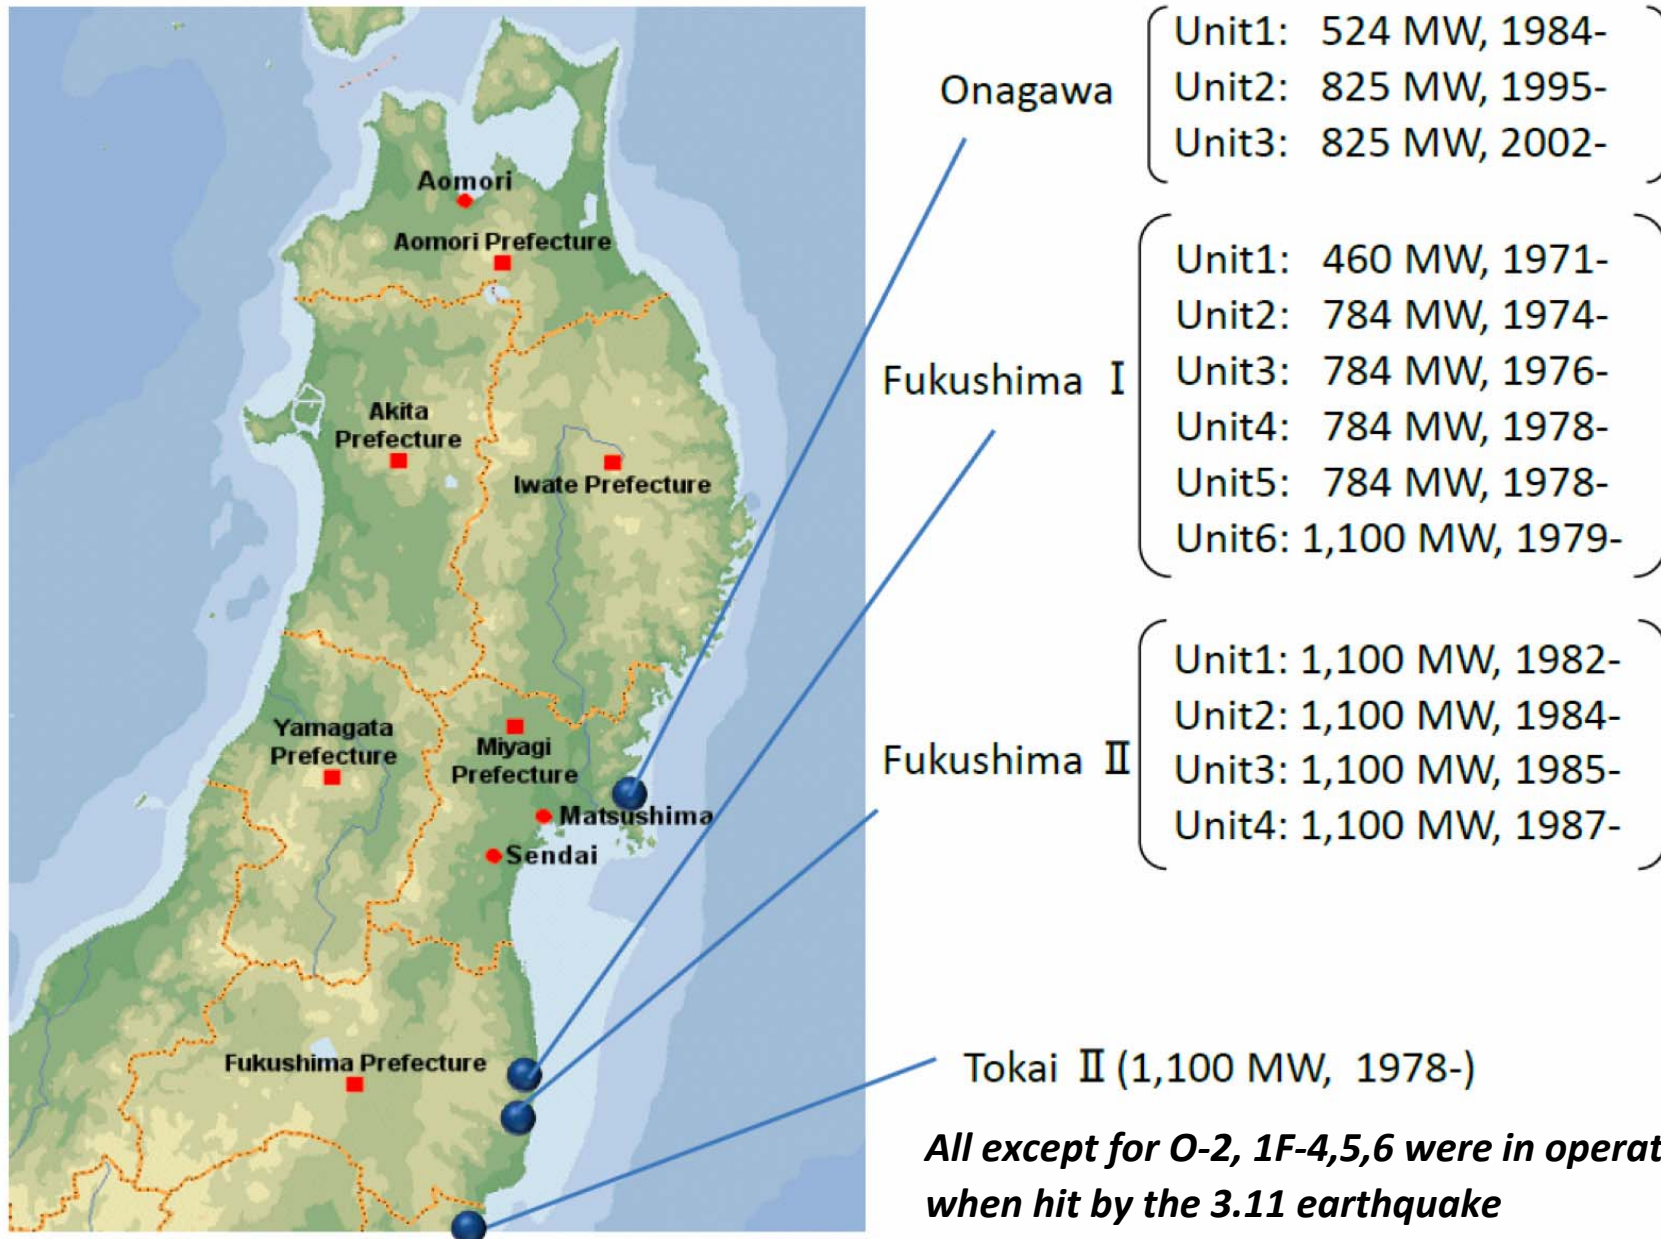 Aomori
Aomori Prefecture
Akita
Prefecture
Iwate Prefecture
Yamagata
Prefecture
Miyagi
Prefecture
Matsushima
Sendai
Fukushima Prefecture
Onagawa
Unit1: 524 MW, 1984-
Unit2: 825 MW, 1995-
Unit3: 825 MW, 2002-
Fukushima Ⅰ
Unit1: 460 MW, 1971-
Unit2: 784 MW, 1974-
Unit3: 784 MW, 1976-
Unit4: 784 MW, 1978-
Unit5: 784 MW, 1978-
Unit6: 1,100 MW, 1979-
Fukushima Ⅱ
Unit1: 1,100 MW, 1982-
Unit2: 1,100 MW, 1984-
Unit3: 1,100 MW, 1985-
Unit4: 1,100 MW, 1987-
Tokai Ⅱ (1,100 MW, 1978-)
All except for O-2, 1F-4,5,6 were in operat
when hit by the 3.11 earthquake